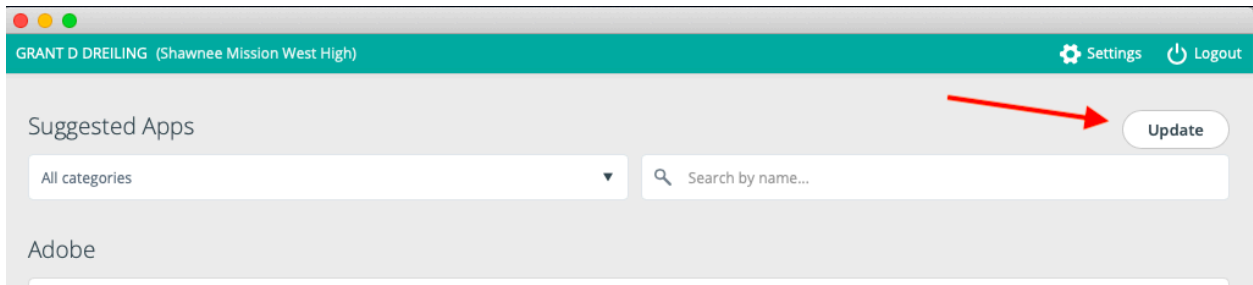 GRANT D DREILING (Shawnee Mission West High)
Settings
Logout
Suggested Apps
Update
All categories
Search by name...
Adobe